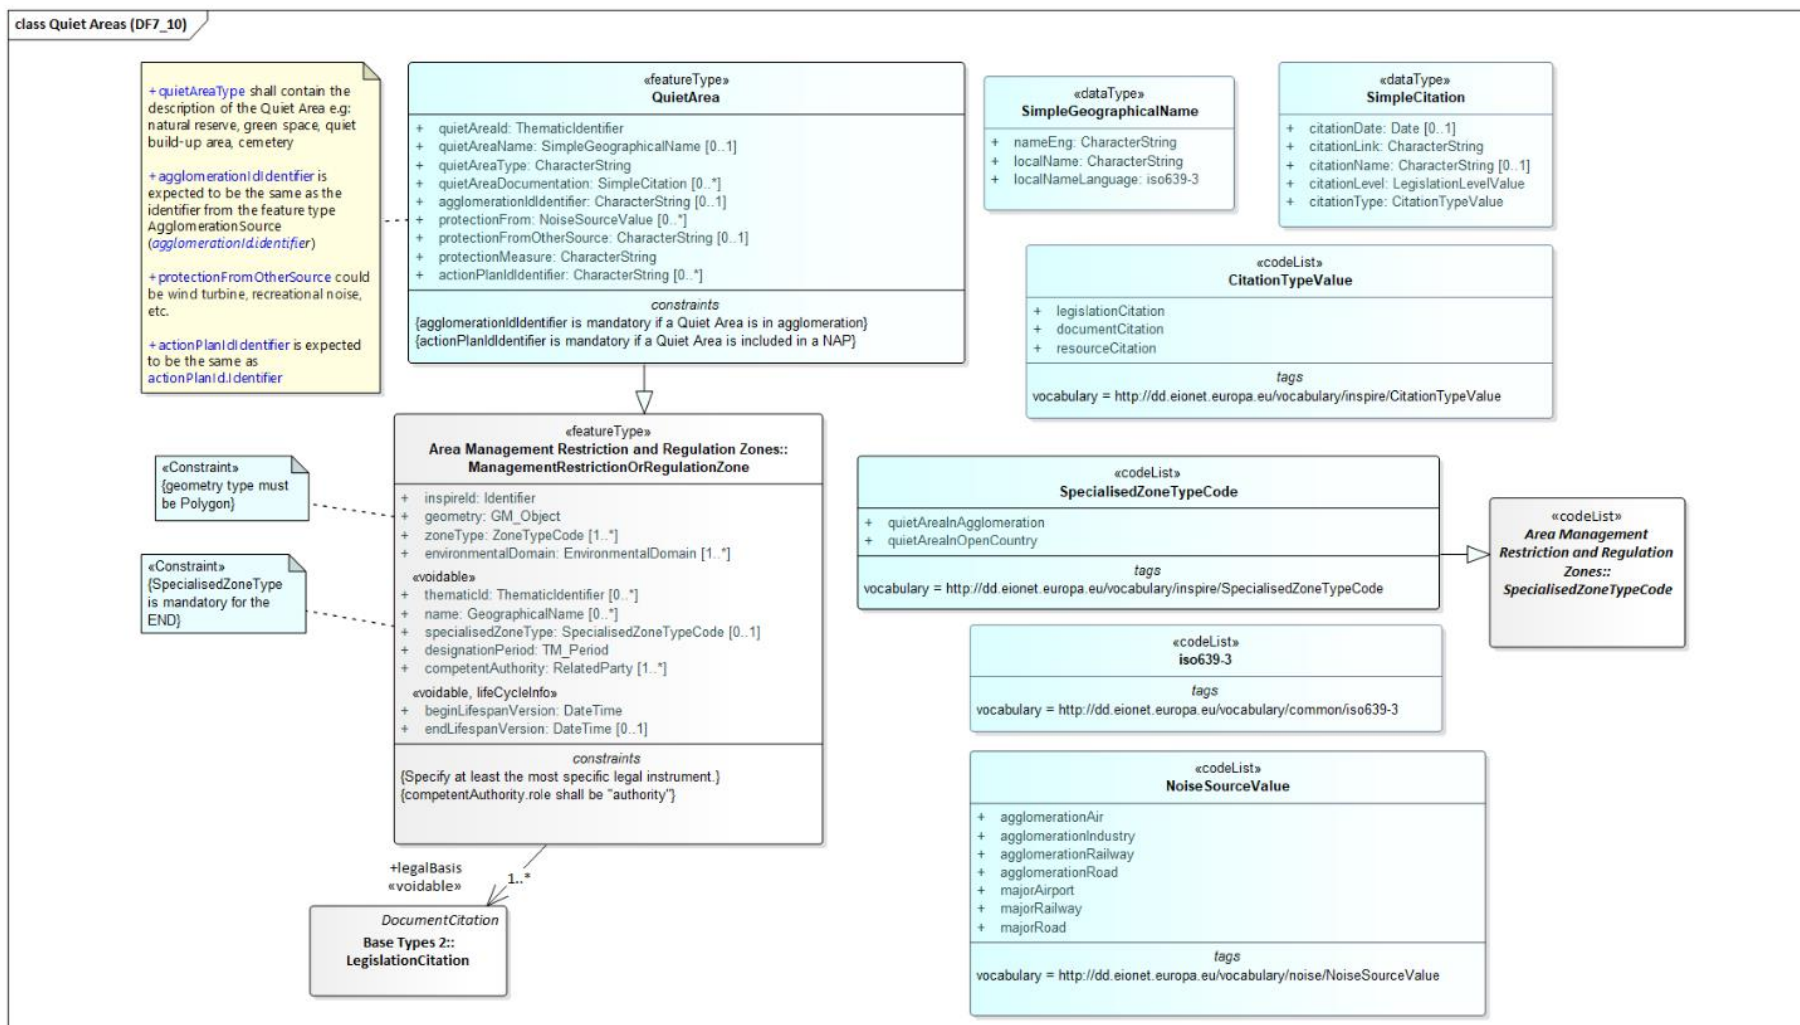 class Quiet Areas (DF7_10)
+quietAreaType shall contain the
description of the Quiet Area e.g:
natural reserve, green space, quiet
build-up area, cemetery
+agglomerationIdIdentifier is
expected to be the same as the
identifier from the feature type
AgglomerationSource
(agglomerationId.identifier)
+protectionFromOtherSource could
be wind turbine, recreational noise,
etc.
+actionPlanIdIdentifier is expected
to be the same as
actionPlanId.Identifier
«featureType»
QuietArea
+ quietAreaId: ThematicIdentifier
+ quietAreaName: SimpleGeographicalName [0..1]
+ quietAreaType: CharacterString
+ quietAreaDocumentation: SimpleCitation [0..*]
+ agglomerationIdIdentifier: CharacterString [0..1]
+ protectionFrom: NoiseSourceValue [0..*]
+ protectionFromOtherSource: CharacterString [0..1]
+ protectionMeasure: CharacterString
+ actionPlanIdIdentifier: CharacterString [0..*]
constraints
{agglomerationIdIdentifier is mandatory if a Quiet Area is in agglomeration}
{actionPlanIdIdentifier is mandatory if a Quiet Area is included in a NAP}
«dataType»
SimpleGeographicalName
+ nameEng: CharacterString
+ localName: CharacterString
+ localNameLanguage: iso639-3
«dataType»
SimpleCitation
+ citationDate: Date [0..1]
+ citationLink: CharacterString
+ citationName: CharacterString [0..1]
+ citationLevel: LegislationLevelValue
+ citationType: CitationTypeValue
«codeList»
CitationTypeValue
+ legislationCitation
+ documentCitation
+ resourceCitation
tags
vocabulary = http://dd.eionet.europa.eu/vocabulary/inspire/CitationTypeValue
«Constraint»
{geometry type must
be Polygon}
«Constraint»
{SpecialisedZoneType
is mandatory for the
END}
«featureType»
Area Management Restriction and Regulation Zones::
ManagementRestrictionOrRegulationZone
+ inspireId: Identifier
+ geometry: GM_Object
+ zoneType: ZoneTypeCode [1..*]
+ environmentalDomain: EnvironmentalDomain [1..*]
«voidable»
+ thematicId: ThematicIdentifier [0..*]
+ name: GeographicalName [0..*]
+ specialisedZoneType: SpecialisedZoneTypeCode [0..1]
+ designationPeriod: TM_Period
+ competentAuthority: RelatedParty [1..*]
«voidable, lifeCycleInfo»
+ beginLifespanVersion: DateTime
+ endLifespanVersion: DateTime [0..1]
constraints
{Specify at least the most specific legal instrument.}
{competentAuthority.role shall be "authority"}
+legalBasis
«voidable»
1..*
DocumentCitation
Base Types 2::
LegislationCitation
«codeList»
SpecialisedZoneTypeCode
+ quietAreaInAgglomeration
+ quietAreaInOpenCountry
tags
vocabulary = http://dd.eionet.europa.eu/vocabulary/inspire/SpecialisedZoneTypeCode
«codeList»
Area Management
Restriction and Regulation
Zones::
SpecialisedZoneTypeCode
«codeList»
iso639-3
tags
vocabulary = http://dd.eionet.europa.eu/vocabulary/common/iso639-3
«codeList»
NoiseSourceValue
+ agglomerationAir
+ agglomerationIndustry
+ agglomerationRailway
+ agglomerationRoad
+ majorAirport
+ majorRailway
+ majorRoad
tags
vocabulary = http://dd.eionet.europa.eu/vocabulary/noise/NoiseSourceValue